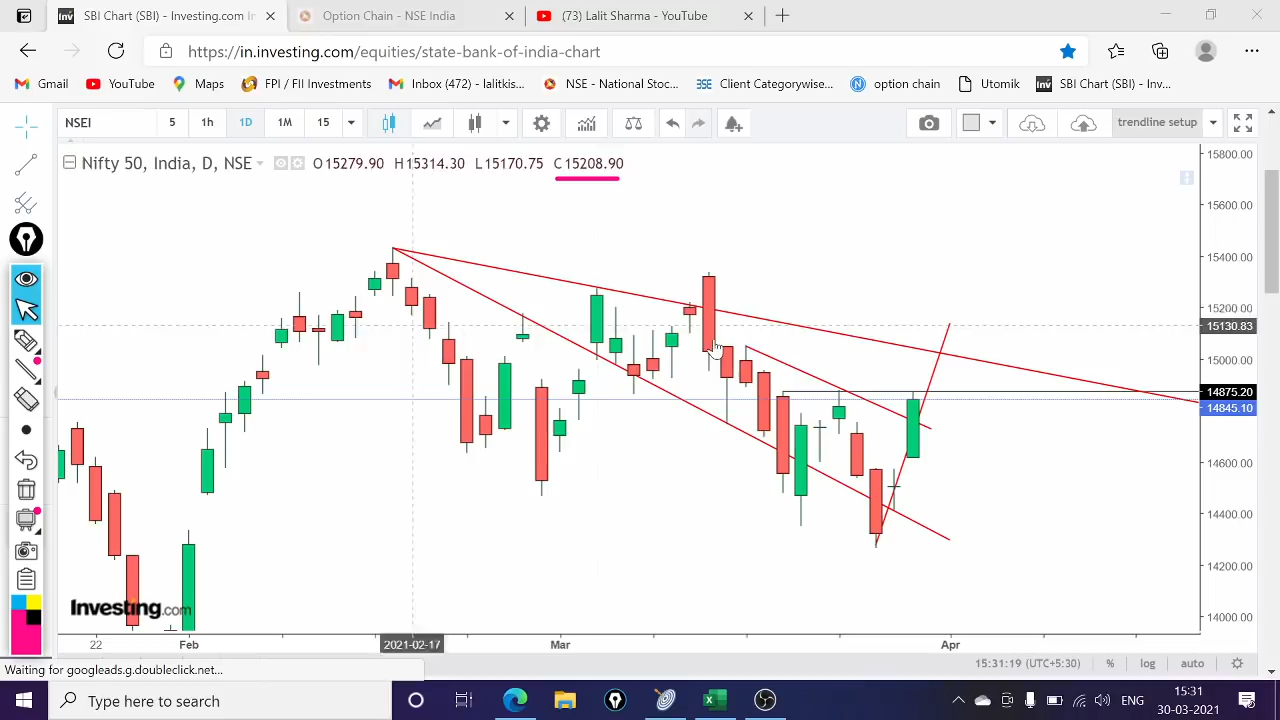 SBI Chart (SBI) - Investing.com In
Option Chain - NSE India
(73) Lalit Sharma - YouTube
https://in.investing.com/equities/state-bank-of-india-chart
Gmail
YouTube
Maps
FPI / FII Investments
Inbox (472) - lalitkis...
NSE - National Stoc...
Client Categorywise...
option chain
Utomik
SBI Chart (SBI) - Inv...
NSEI
5
1h
1D
1M
15
trendline setup
Nifty 50, India, D, NSE
O15279.90 H15314.30 L15170.75 C15208.90
15800.00
15600.00
15400.00
15200.00
15130.83
15000.00
14875.20
14845.10
14600.00
14400.00
14200.00
14000.00
Investing.com
22
Feb
2021-02-17
Mar
Apr
Waiting for googleads.g.doubleclick.net...
15:31:19 (UTC+5:30)
%
log
auto
Type here to search
ENG
15:31
30-03-2021